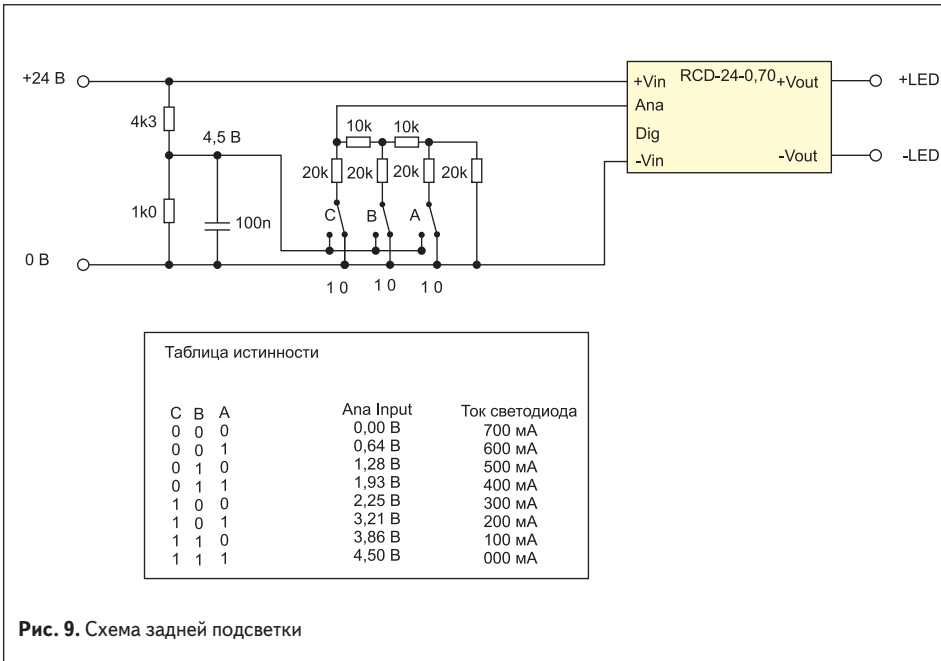 +24 В
4k3
4,5 В
1k0
100n
0 В
10k 10k
20k 20k 20k 20k
C B A
1 0 1 0 1 0
RCD-24-0,70
+Vin +Vout
Ana
Dig
-Vin -Vout
+LED
-LED
Таблица истинности
C B A Ana Input Ток светодиода
0 0 0 0,00 В 700 мА
0 0 1 0,64 В 600 мА
0 1 0 1,28 В 500 мА
0 1 1 1,93 В 400 мА
1 0 0 2,25 В 300 мА
1 0 1 3,21 В 200 мА
1 1 0 3,86 В 100 мА
1 1 1 4,50 В 000 мА
Рис. 9. Схема задней подсветки